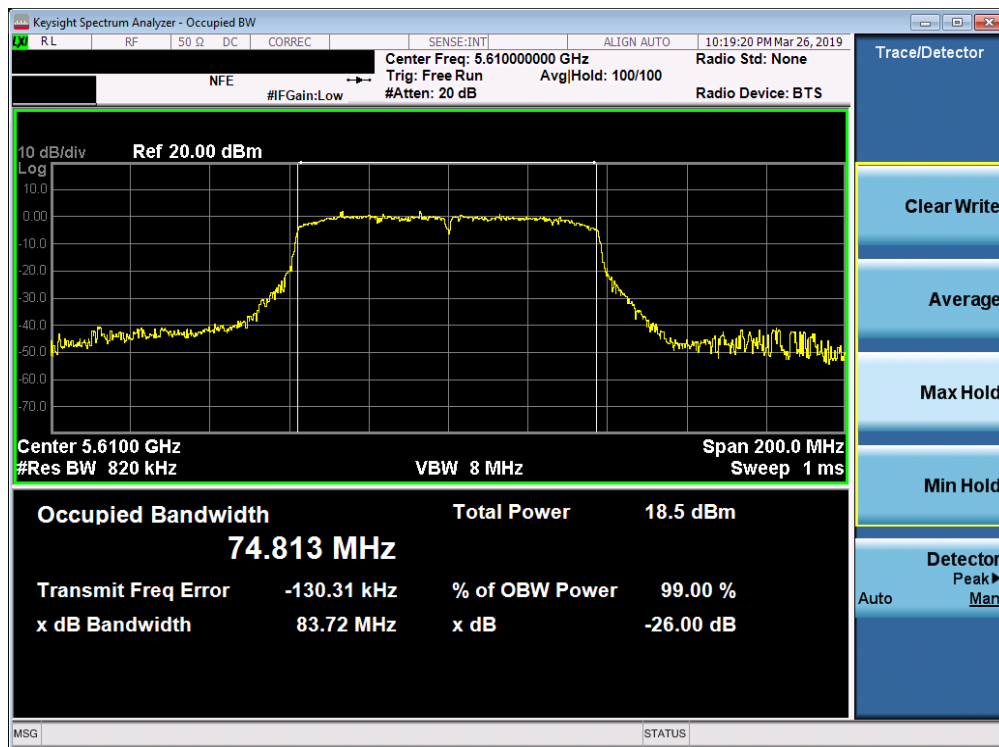 Keysight Spectrum Analyzer - Occupied BW
LXI RL RF 50 Ω DC CORREC SENSE:INT ALIGN AUTO 10:19:20 PM Mar 26, 2019
Center Freq: 5.610000000 GHz Radio Std: None
NFE Trig: Free Run Avg|Hold: 100/100
#IFGain:Low #Atten: 20 dB Radio Device: BTS
10 dB/div Ref 20.00 dBm
Log
10.0
0.00
-10.0
-20.0
-30.0
-40.0
-50.0
-60.0
-70.0
Center 5.6100 GHz Span 200.0 MHz
#Res BW 820 kHz VBW 8 MHz Sweep 1 ms
Occupied Bandwidth Total Power 18.5 dBm
74.813 MHz
Transmit Freq Error -130.31 kHz % of OBW Power 99.00 %
x dB Bandwidth 83.72 MHz x dB -26.00 dB
MSG STATUS
Trace/Detector
Clear Write
Average
Max Hold
Min Hold
Detector
Peak▶
Auto Man